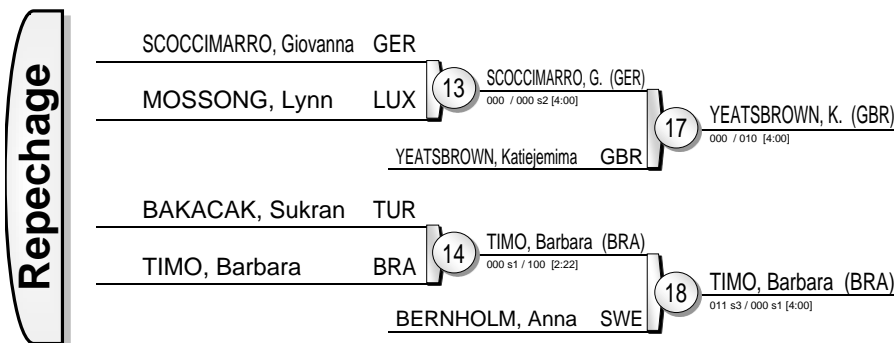 Repechage
SCOCCIMARRO, Giovanna GER
MOSSONG, Lynn LUX
13
SCOCCIMARRO, G. (GER)
000 / 000 s2 [4:00]
YEATSBROWN, Katiejemima GBR
17
YEATSBROWN, K. (GBR)
000 / 010 [4:00]
BAKACAK, Sukran TUR
TIMO, Barbara BRA
14
TIMO, Barbara (BRA)
000 s1 / 100 [2:22]
BERNHOLM, Anna SWE
18
TIMO, Barbara (BRA)
011 s3 / 000 s1 [4:00]